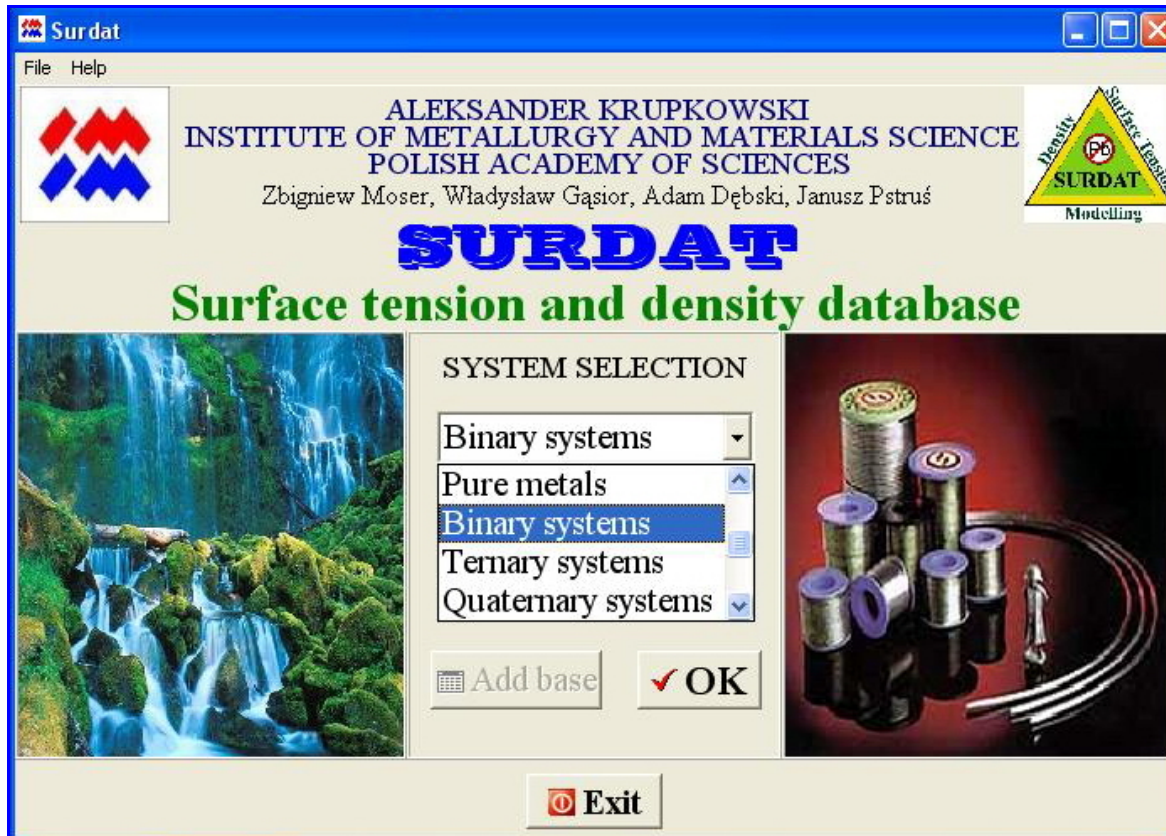 Surdat
File Help
ALEKSANDER KRUPKOWSKI
INSTITUTE OF METALLURGY AND MATERIALS SCIENCE
POLISH ACADEMY OF SCIENCES
Zbigniew Moser, Władysław Gąsior, Adam Dębski, Janusz Pstruś
Density
Surface Tension
Pb
SURDAT
Modelling
SURDAT
Surface tension and density database
SYSTEM SELECTION
Binary systems
Pure metals
Binary systems
Ternary systems
Quaternary systems
Add base
OK
Exit